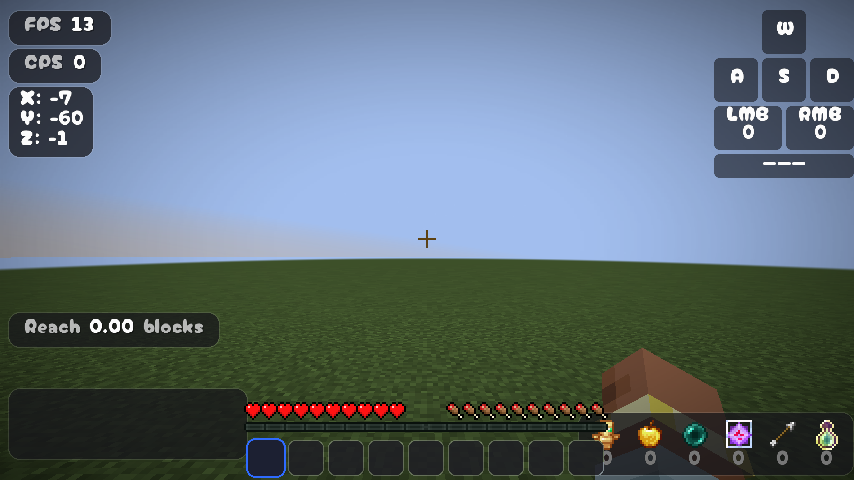 FPS 13
CPS 0
X: -7
Y: -60
Z: -1
W
A S D
LMB RMB
0 0
---
Reach 0.00 blocks
0 0 0 0 0 0